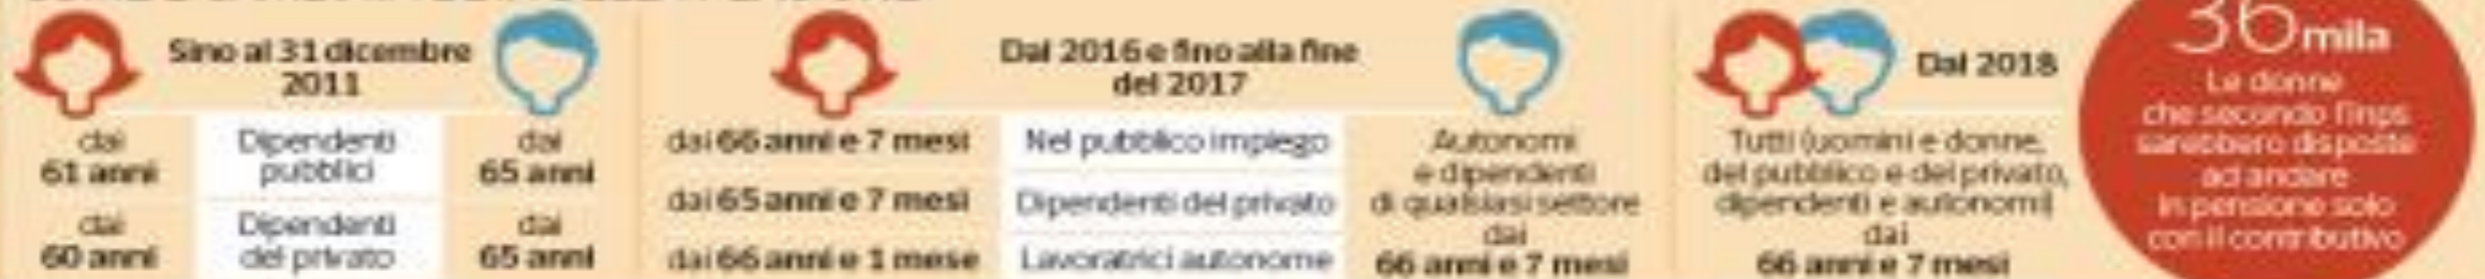 Sino al 31 dicembre
2011
dai
61 anni
Dipendenti
pubblici
dai
65 anni
dai
60 anni
Dipendenti
del privato
dai
65 anni
Dal 2016 e fino alla fine
del 2017
dai 66 anni e 7 mesi
Nel pubblico impiego
dai 65 anni e 7 mesi
Dipendenti del privato
dai 66 anni e 1 mese
Lavoratrici autonome
Autonomi
e dipendenti
di qualsiasi settore
dai
66 anni e 7 mesi
Dal 2018
Tutti (uomini e donne,
del pubblico e del privato,
dipendenti e autonomi)
dai
66 anni e 7 mesi
36 mila
Le donne
che secondo l'inps
sarebbero disposte
ad andare
in pensione solo
con il contributivo